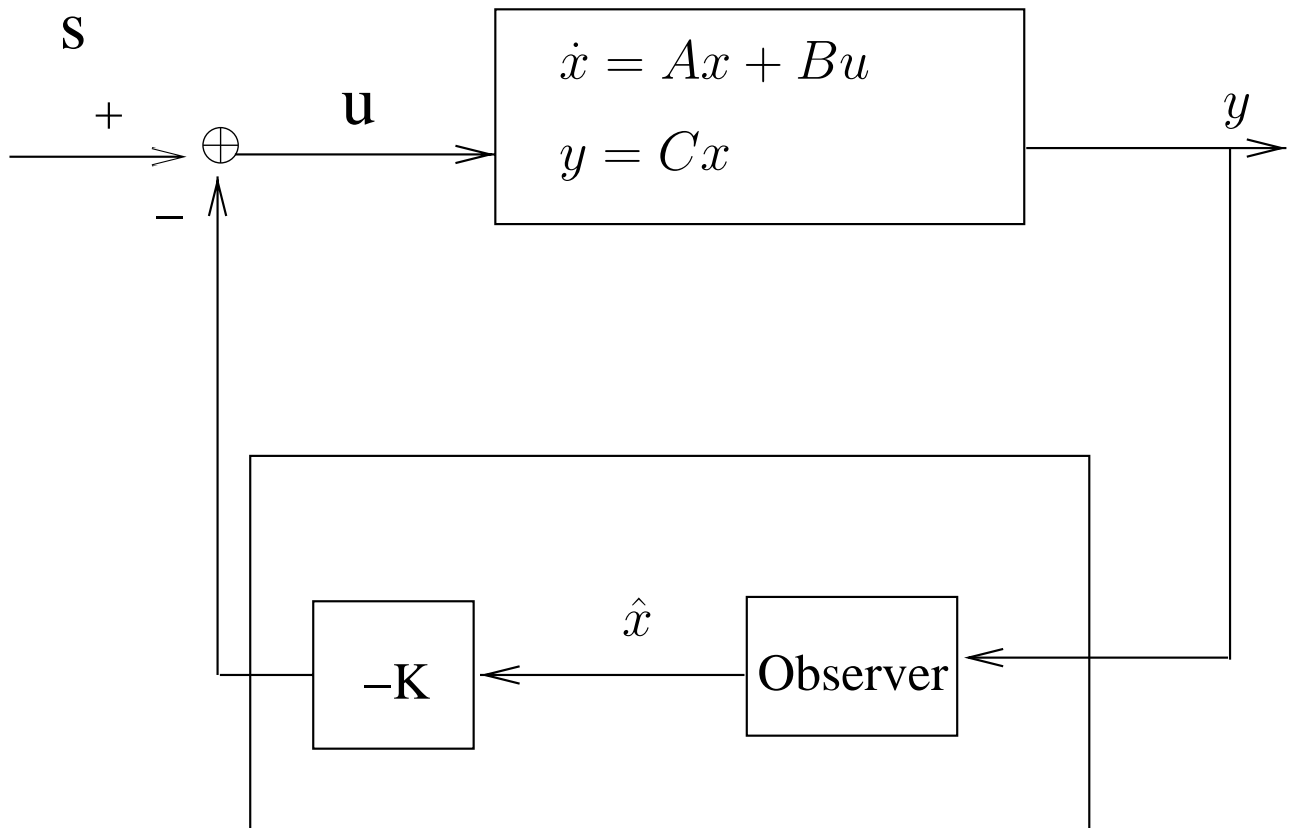 s
+
u
ẋ = Ax + Bu
y = Cx
y
−
x̂
−K
Observer